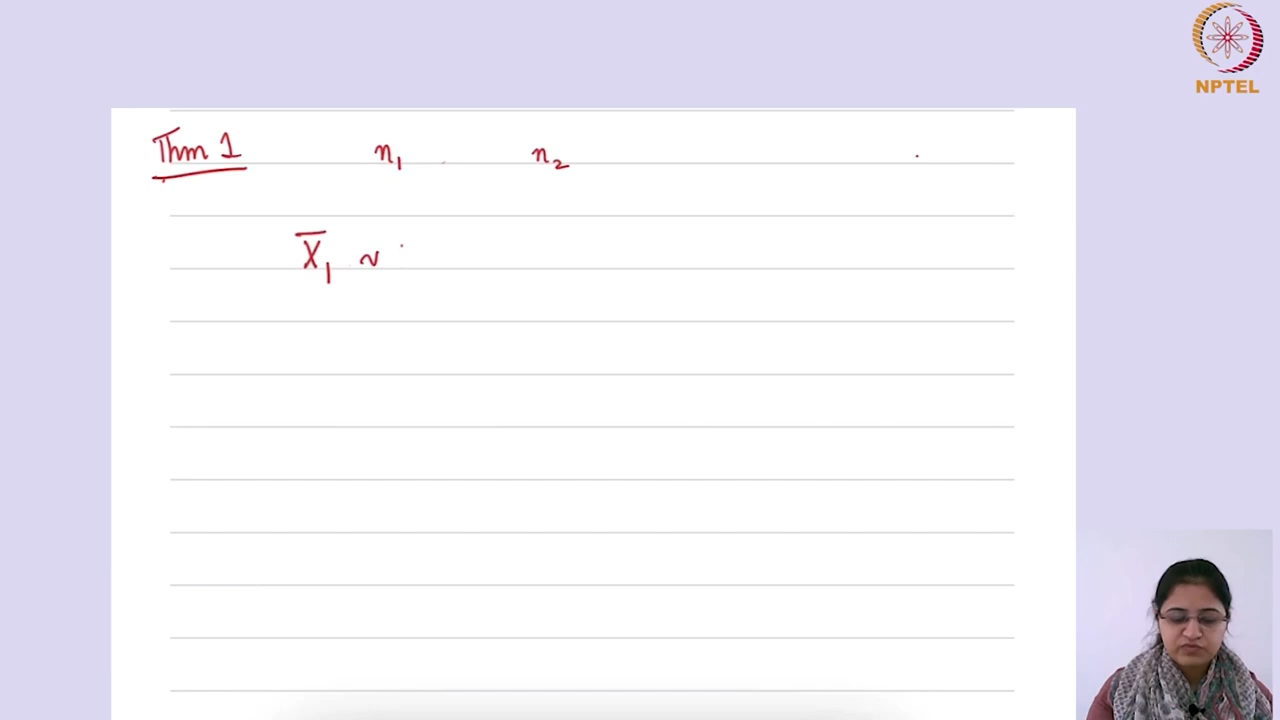 NPTEL
Thm 1 n₁ n₂
X̄₁ ~